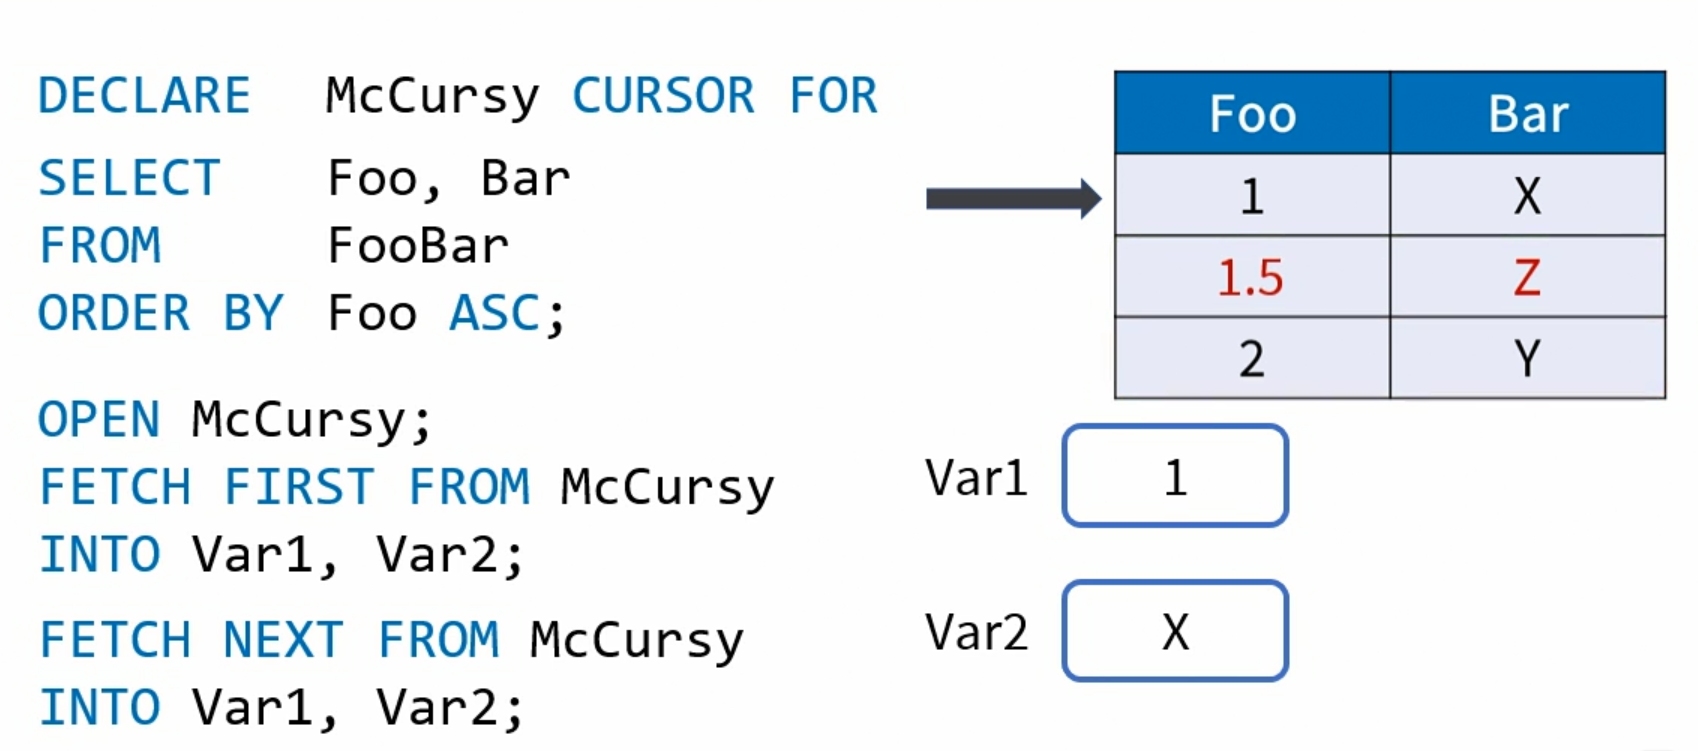 DECLARE McCursy CURSOR FOR
SELECT Foo, Bar
FROM FooBar
ORDER BY Foo ASC;
OPEN McCursy;
FETCH FIRST FROM McCursy
INTO Var1, Var2;
FETCH NEXT FROM McCursy
INTO Var1, Var2;
Foo Bar
1 X
1.5 Z
2 Y
Var1 1
Var2 X